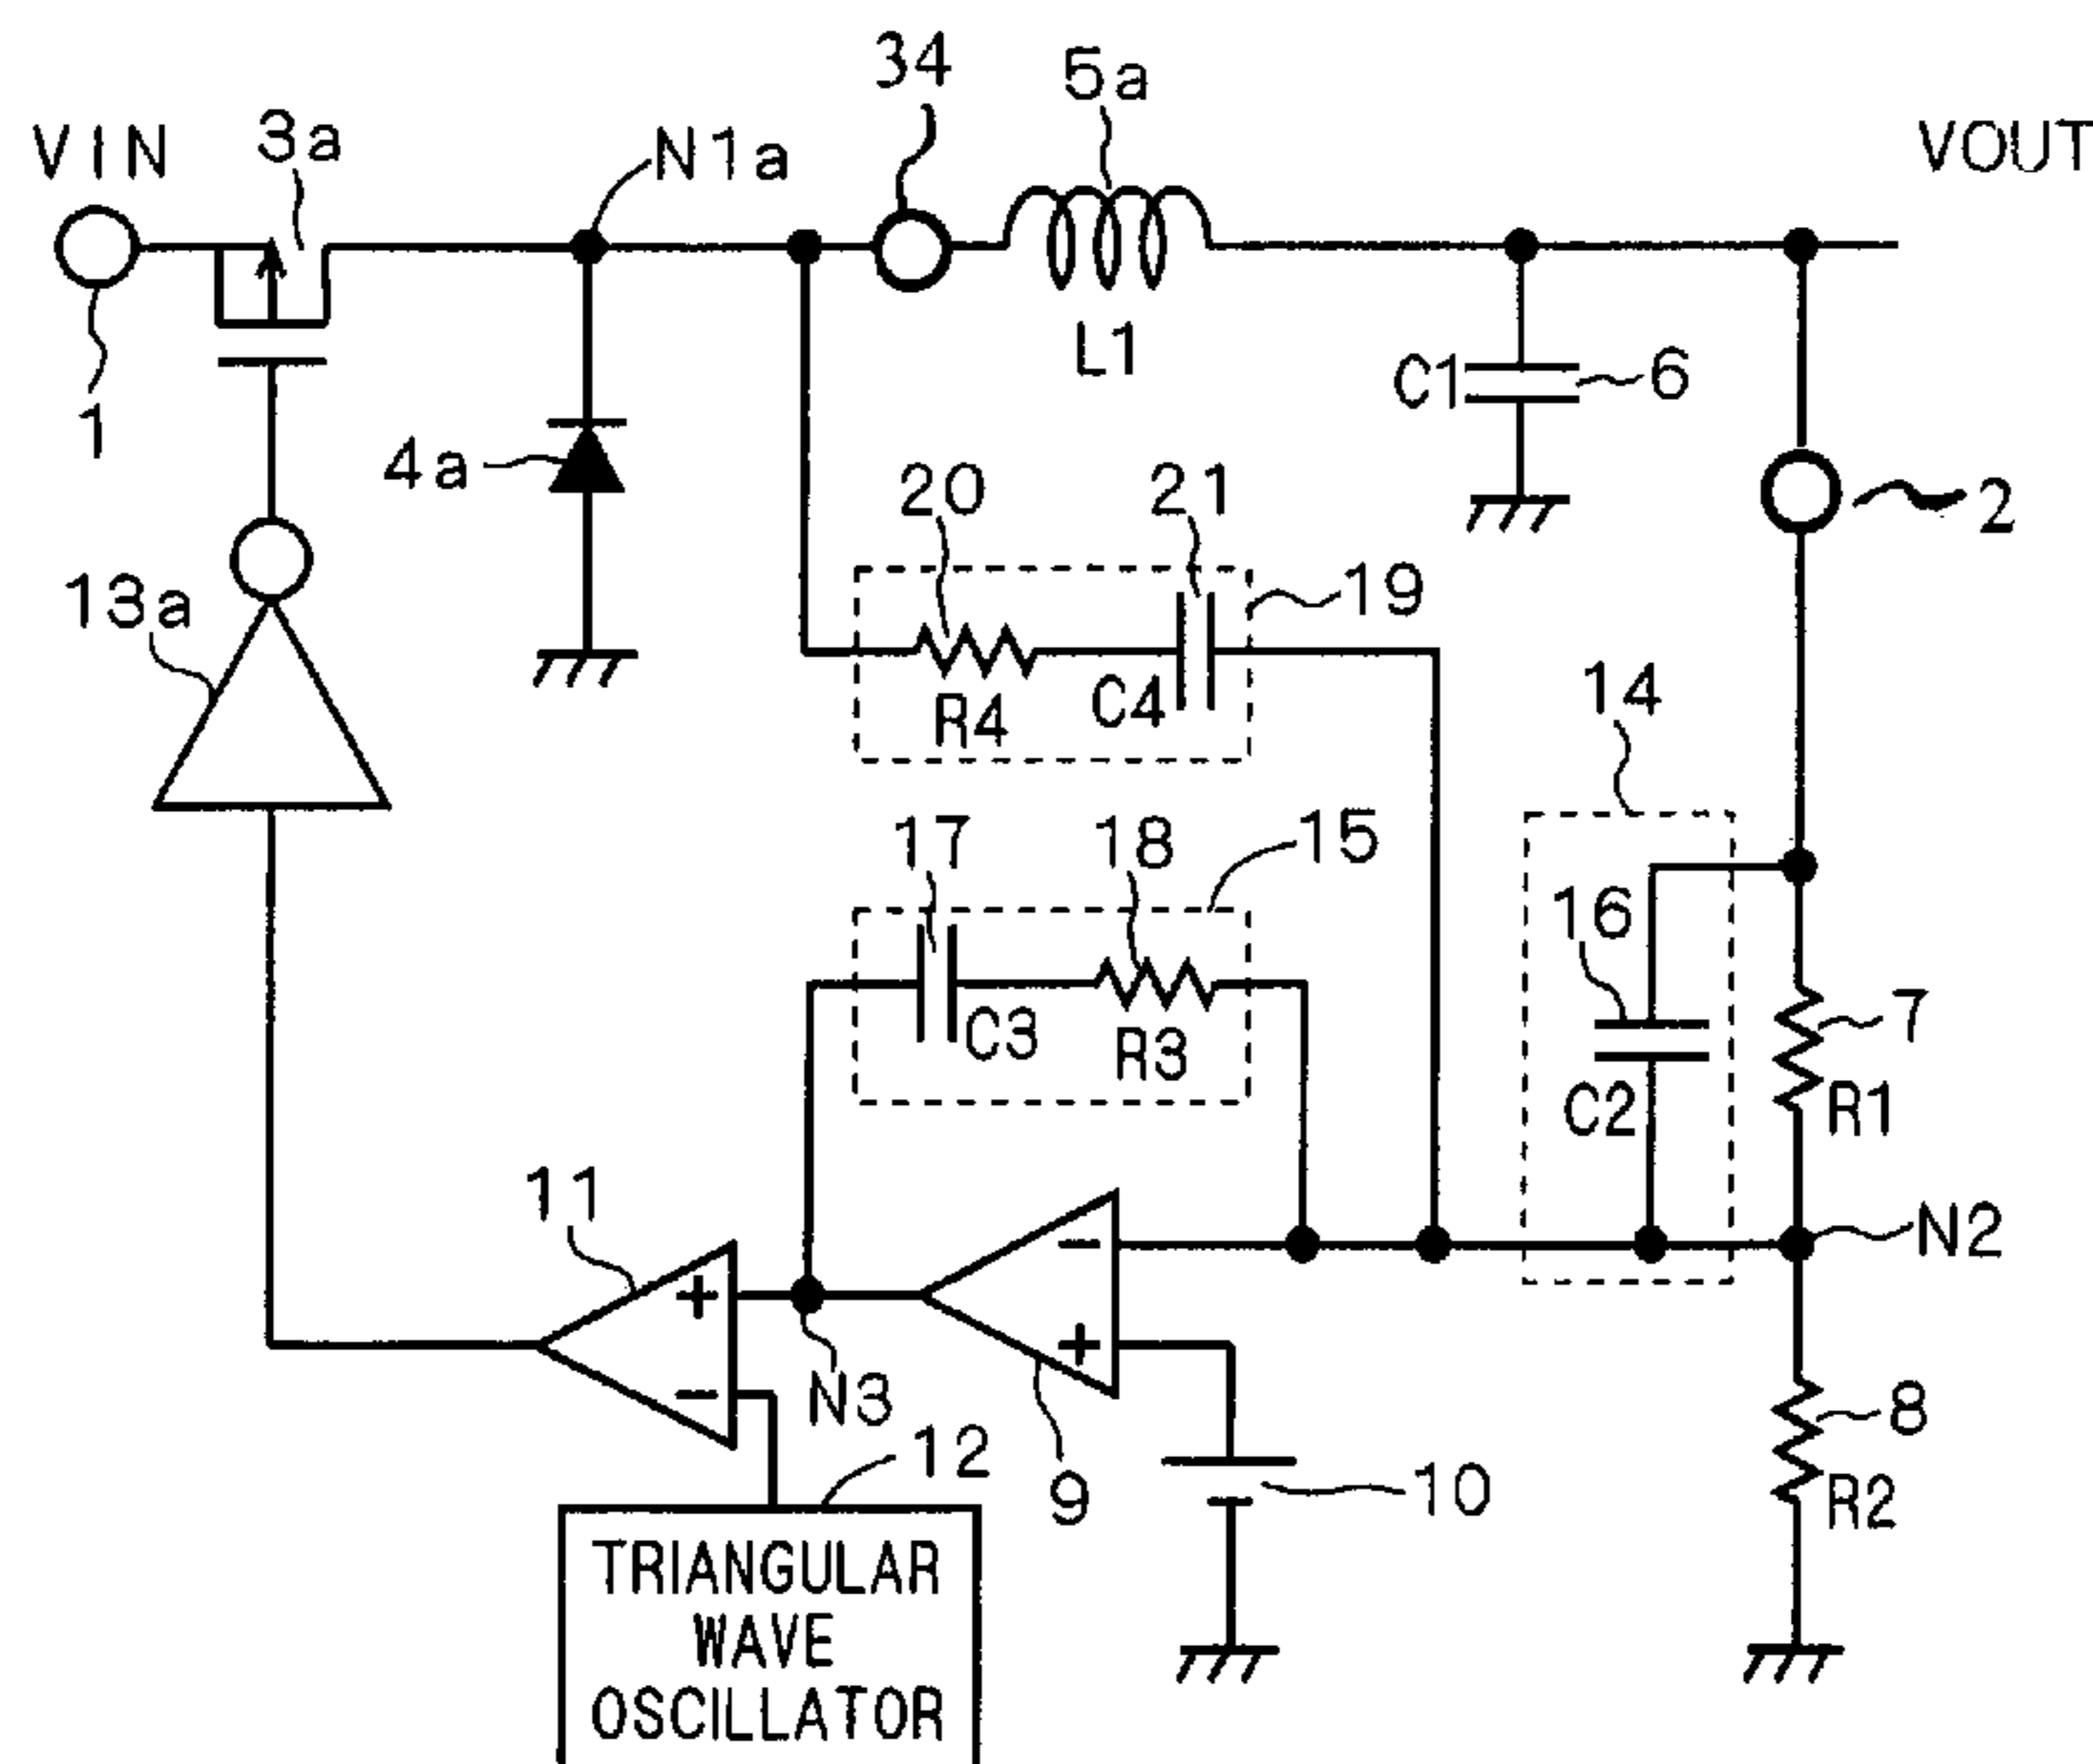 34
5a
VIN
3a
N1a
VOUT
1
L1
C1
6
4a
20
21
2
13a
19
R4
C4
14
17
18
15
16
C3
R3
7
C2
R1
11
-
N2
+
+
-
N3
12
9
10
8
R2
TRIANGULAR
WAVE
OSCILLATOR